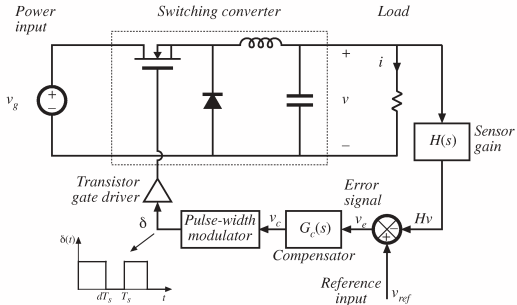 Power
input
Switching converter
Load
v_g
+
−
+
v
−
i
H(s)
Sensor
gain
Transistor
gate driver
δ
Pulse-width
modulator
v_c
G_c(s)
Compensator
v_e
Error
signal
−
+
Hv
Reference
input
v_ref
δ(t)
dT_s
T_s
t